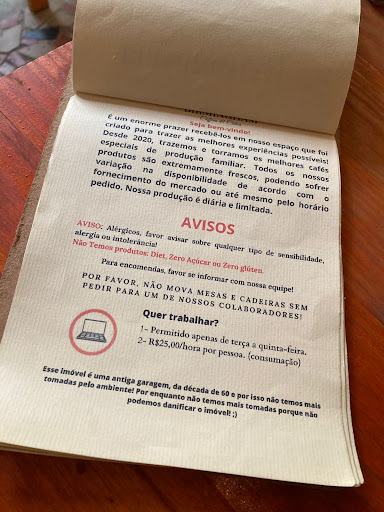 Seja bem-vindo!
É um enorme prazer recebê-los em nosso espaço que foi
criado para trazer as melhores experiências possíveis!
Desde 2020, trazemos e torramos os melhores cafés
especiais de produção familiar. Todos os nossos
produtos são extremamente frescos, podendo sofrer
variação na disponibilidade de acordo com o
fornecimento do mercado ou até mesmo pelo horário
pedido. Nossa produção é diária e limitada.
AVISOS
AVISO: Alérgicos, favor avisar sobre qualquer tipo de sensibilidade,
alergia ou intolerância!
Não Temos produtos: Diet, Zero Açúcar ou Zero glúten.
Para encomendas, favor se informar com nossa equipe!
POR FAVOR, NÃO MOVA MESAS E CADEIRAS SEM
PEDIR PARA UM DE NOSSOS COLABORADORES!
Quer trabalhar?
1- Permitido apenas de terça a quinta-feira.
2- R$25,00/hora por pessoa. (consumação)
Esse imóvel é uma antiga garagem, da década de 60 e por isso não temos mais
tomadas pelo ambiente! Por enquanto não temos mais tomadas porque não
podemos danificar o imóvel! ;)